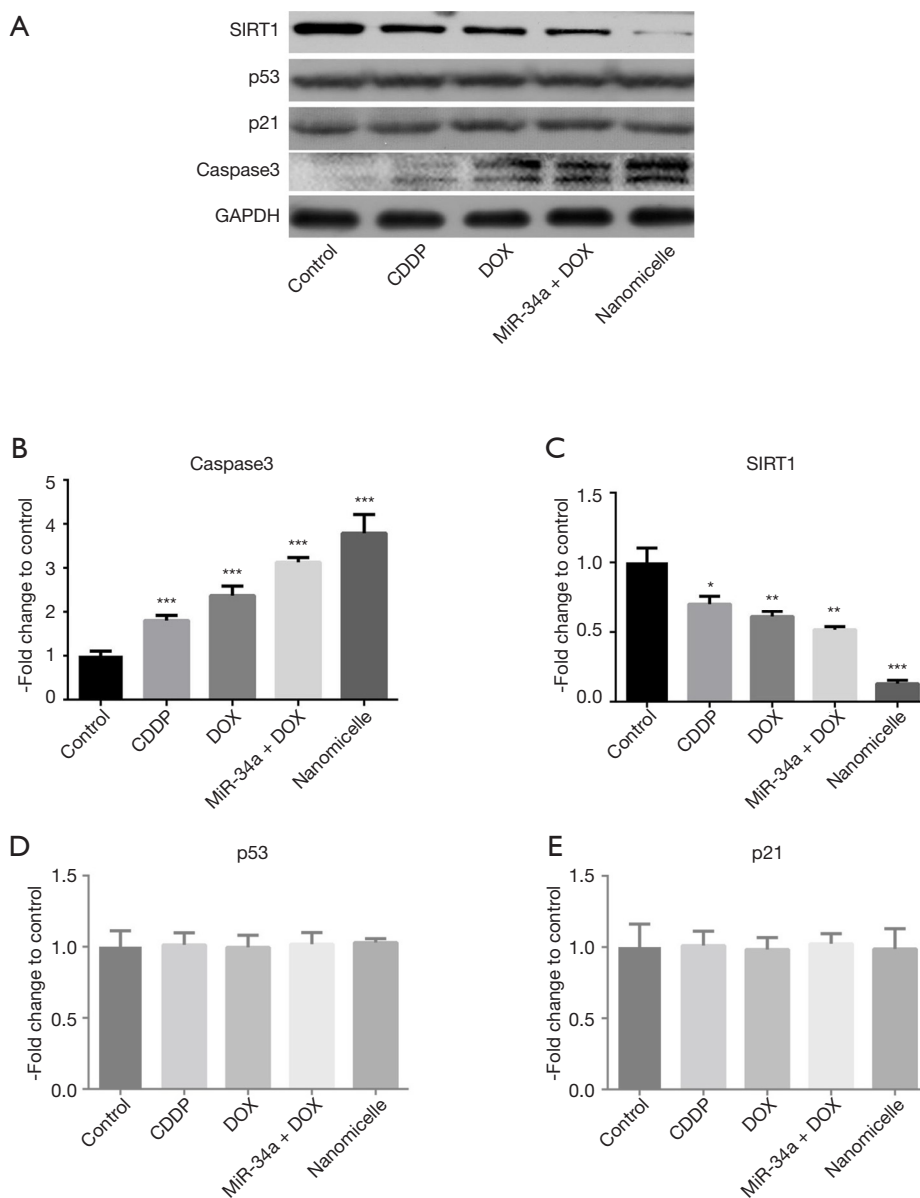 A
SIRT1
p53
p21
Caspase3
GAPDH
Control
CDDP
DOX
MiR-34a + DOX
Nanomicelle
B
Caspase3
-Fold change to control
5
4
3
2
1
0
***
***
***
***
Control
CDDP
DOX
MiR-34a + DOX
Nanomicelle
C
SIRT1
-Fold change to control
1.5
1.0
0.5
0.0
*
**
**
***
Control
CDDP
DOX
MiR-34a + DOX
Nanomicelle
D
p53
-Fold change to control
1.5
1.0
0.5
0.0
Control
CDDP
DOX
MiR-34a + DOX
Nanomicelle
E
p21
-Fold change to control
1.5
1.0
0.5
0.0
Control
CDDP
DOX
MiR-34a + DOX
Nanomicelle